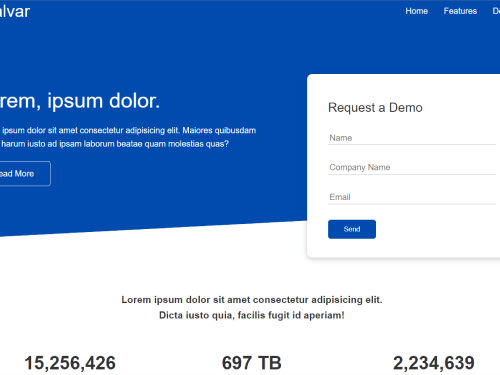 alvar
Home Features De
rem, ipsum dolor.
ipsum dolor sit amet consectetur adipisicing elit. Maiores quibusdam
harum iusto ad ipsam laborum beatae quam molestias quas?
ead More
Request a Demo
Name
Company Name
Email
Send
Lorem ipsum dolor sit amet consectetur adipisicing elit.
Dicta iusto quia, facilis fugit id aperiam!
15,256,426 697 TB 2,234,639